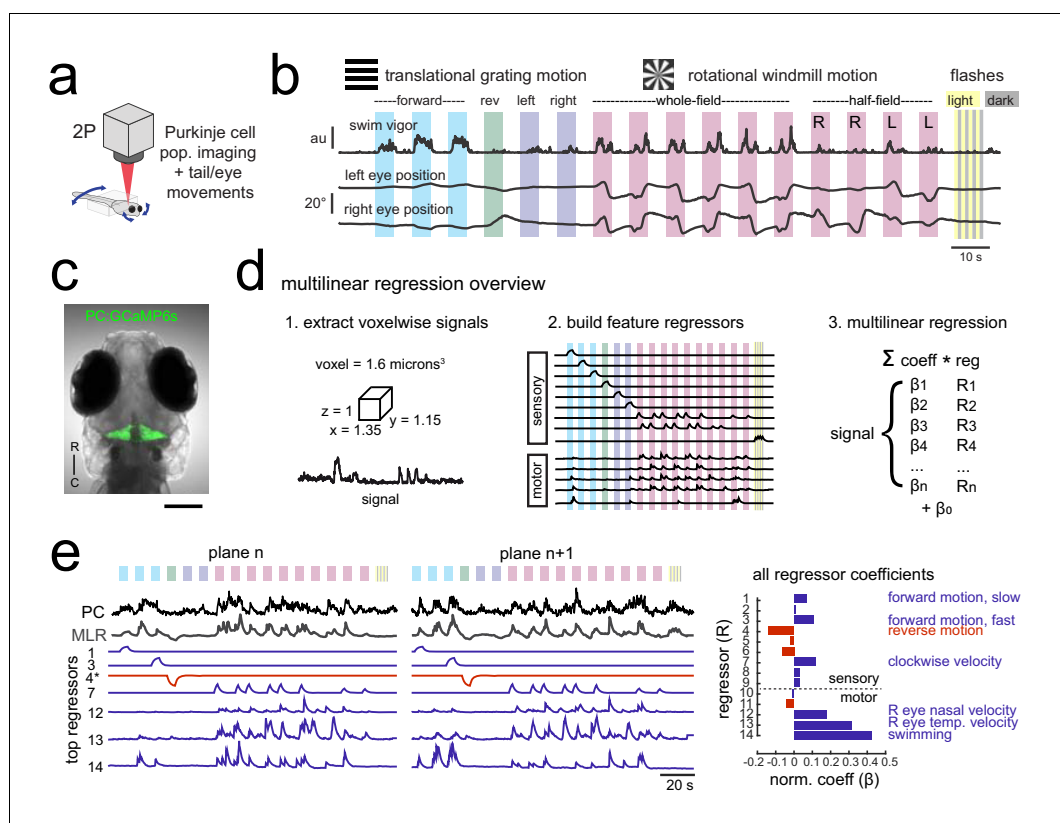 a
2P
Purkinje cell
pop. imaging
+ tail/eye
movements
b
translational grating motion
rotational windmill motion
flashes
-----forward-----
rev
left
right
whole-field
half-field
light
dark
swim vigor
au
R
R
L
L
left eye position
20°
right eye position
10 s
c
PC:GCaMP6s
R
C
d
multilinear regression overview
1. extract voxelwise signals
voxel = 1.6 microns³
z = 1
x = 1.35
y = 1.15
signal
2. build feature regressors
sensory
motor
3. multilinear regression
Σ coeff * reg
signal
β1 R1
β2 R2
β3 R3
β4 R4
... ...
βn Rn
+ β0
e
plane n
plane n+1
PC
MLR
top regressors
1
3
4*
7
12
13
14
20 s
all regressor coefficients
regressor (R)
1 forward motion, slow
2
3 forward motion, fast
4 reverse motion
5
6
7 clockwise velocity
8
9 sensory
10 motor
11
12 R eye nasal velocity
13 R eye temp. velocity
14 swimming
-0.2 -0.1 0 0.1 0.2 0.3 0.4 0.5
norm. coeff (β)